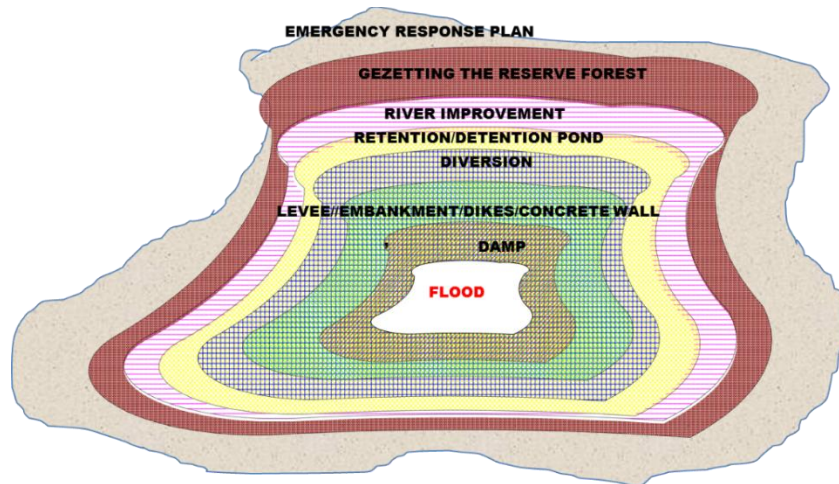 EMERGENCY RESPONSE PLAN
GEZETTING THE RESERVE FOREST
RIVER IMPROVEMENT
RETENTION/DETENTION POND
DIVERSION
LEVEE//EMBANKMENT/DIKES/CONCRETE WALL
' DAMP
FLOOD